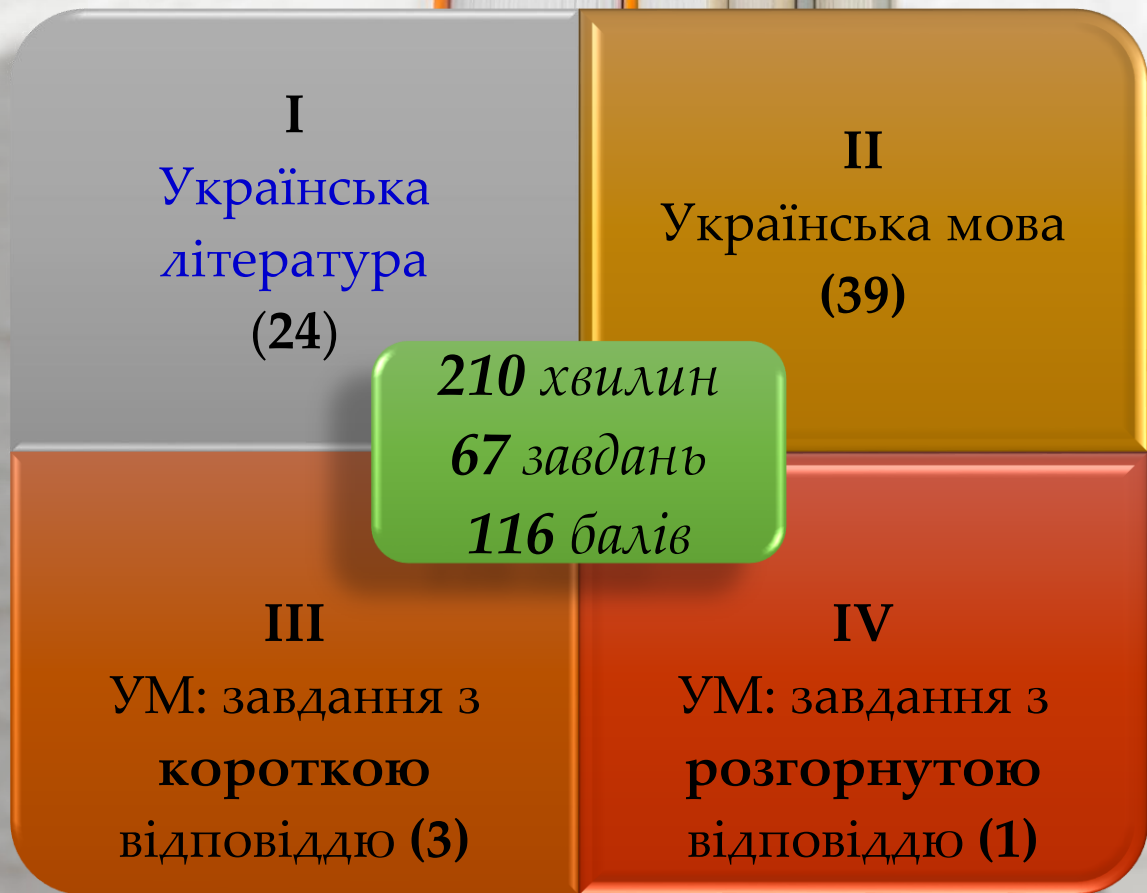 I
Українська
література
(24)
II
Українська мова
(39)
210 хвилин
67 завдань
116 балів
III
УМ: завдання з
короткою
відповіддю (3)
IV
УМ: завдання з
розгорнутою
відповіддю (1)